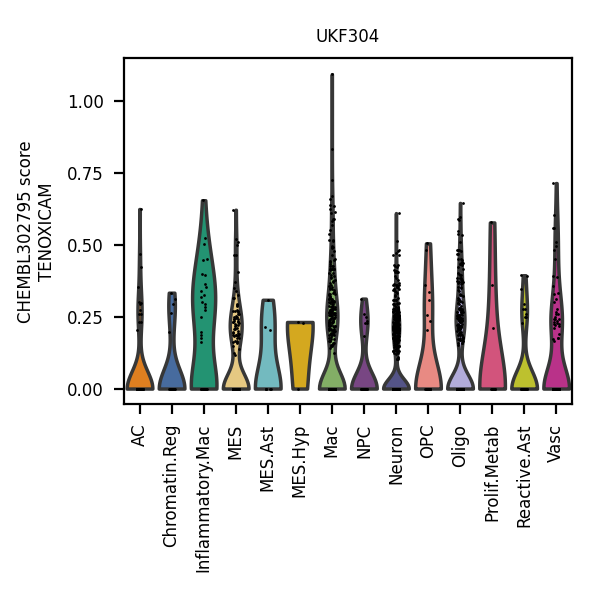 UKF304
CHEMBL302795 score
TENOXICAM
1.00
0.75
0.50
0.25
0.00
AC
Chromatin.Reg
Inflammatory.Mac
MES
MES.Ast
MES.Hyp
Mac
NPC
Neuron
OPC
Oligo
Prolif.Metab
Reactive.Ast
Vasc